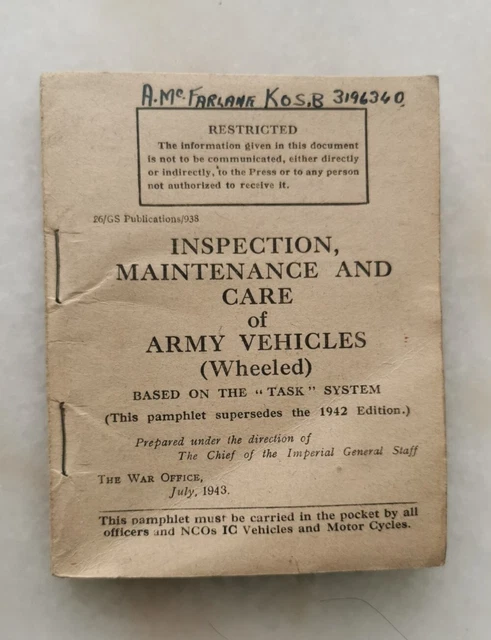 A. Mc. FARLANE K.O.S.B 3196340.
RESTRICTED
The information given in this document
is not to be communicated, either directly
or indirectly, to the Press or to any person
not authorized to receive it.
26/GS Publications/938
INSPECTION,
MAINTENANCE AND
CARE
of
ARMY VEHICLES
(Wheeled)
BASED ON THE "TASK" SYSTEM
(This pamphlet supersedes the 1942 Edition.)
Prepared under the direction of
The Chief of the Imperial General Staff
THE WAR OFFICE,
July, 1943.
This pamphlet must be carried in the pocket by all
officers and NCOs IC Vehicles and Motor Cycles.